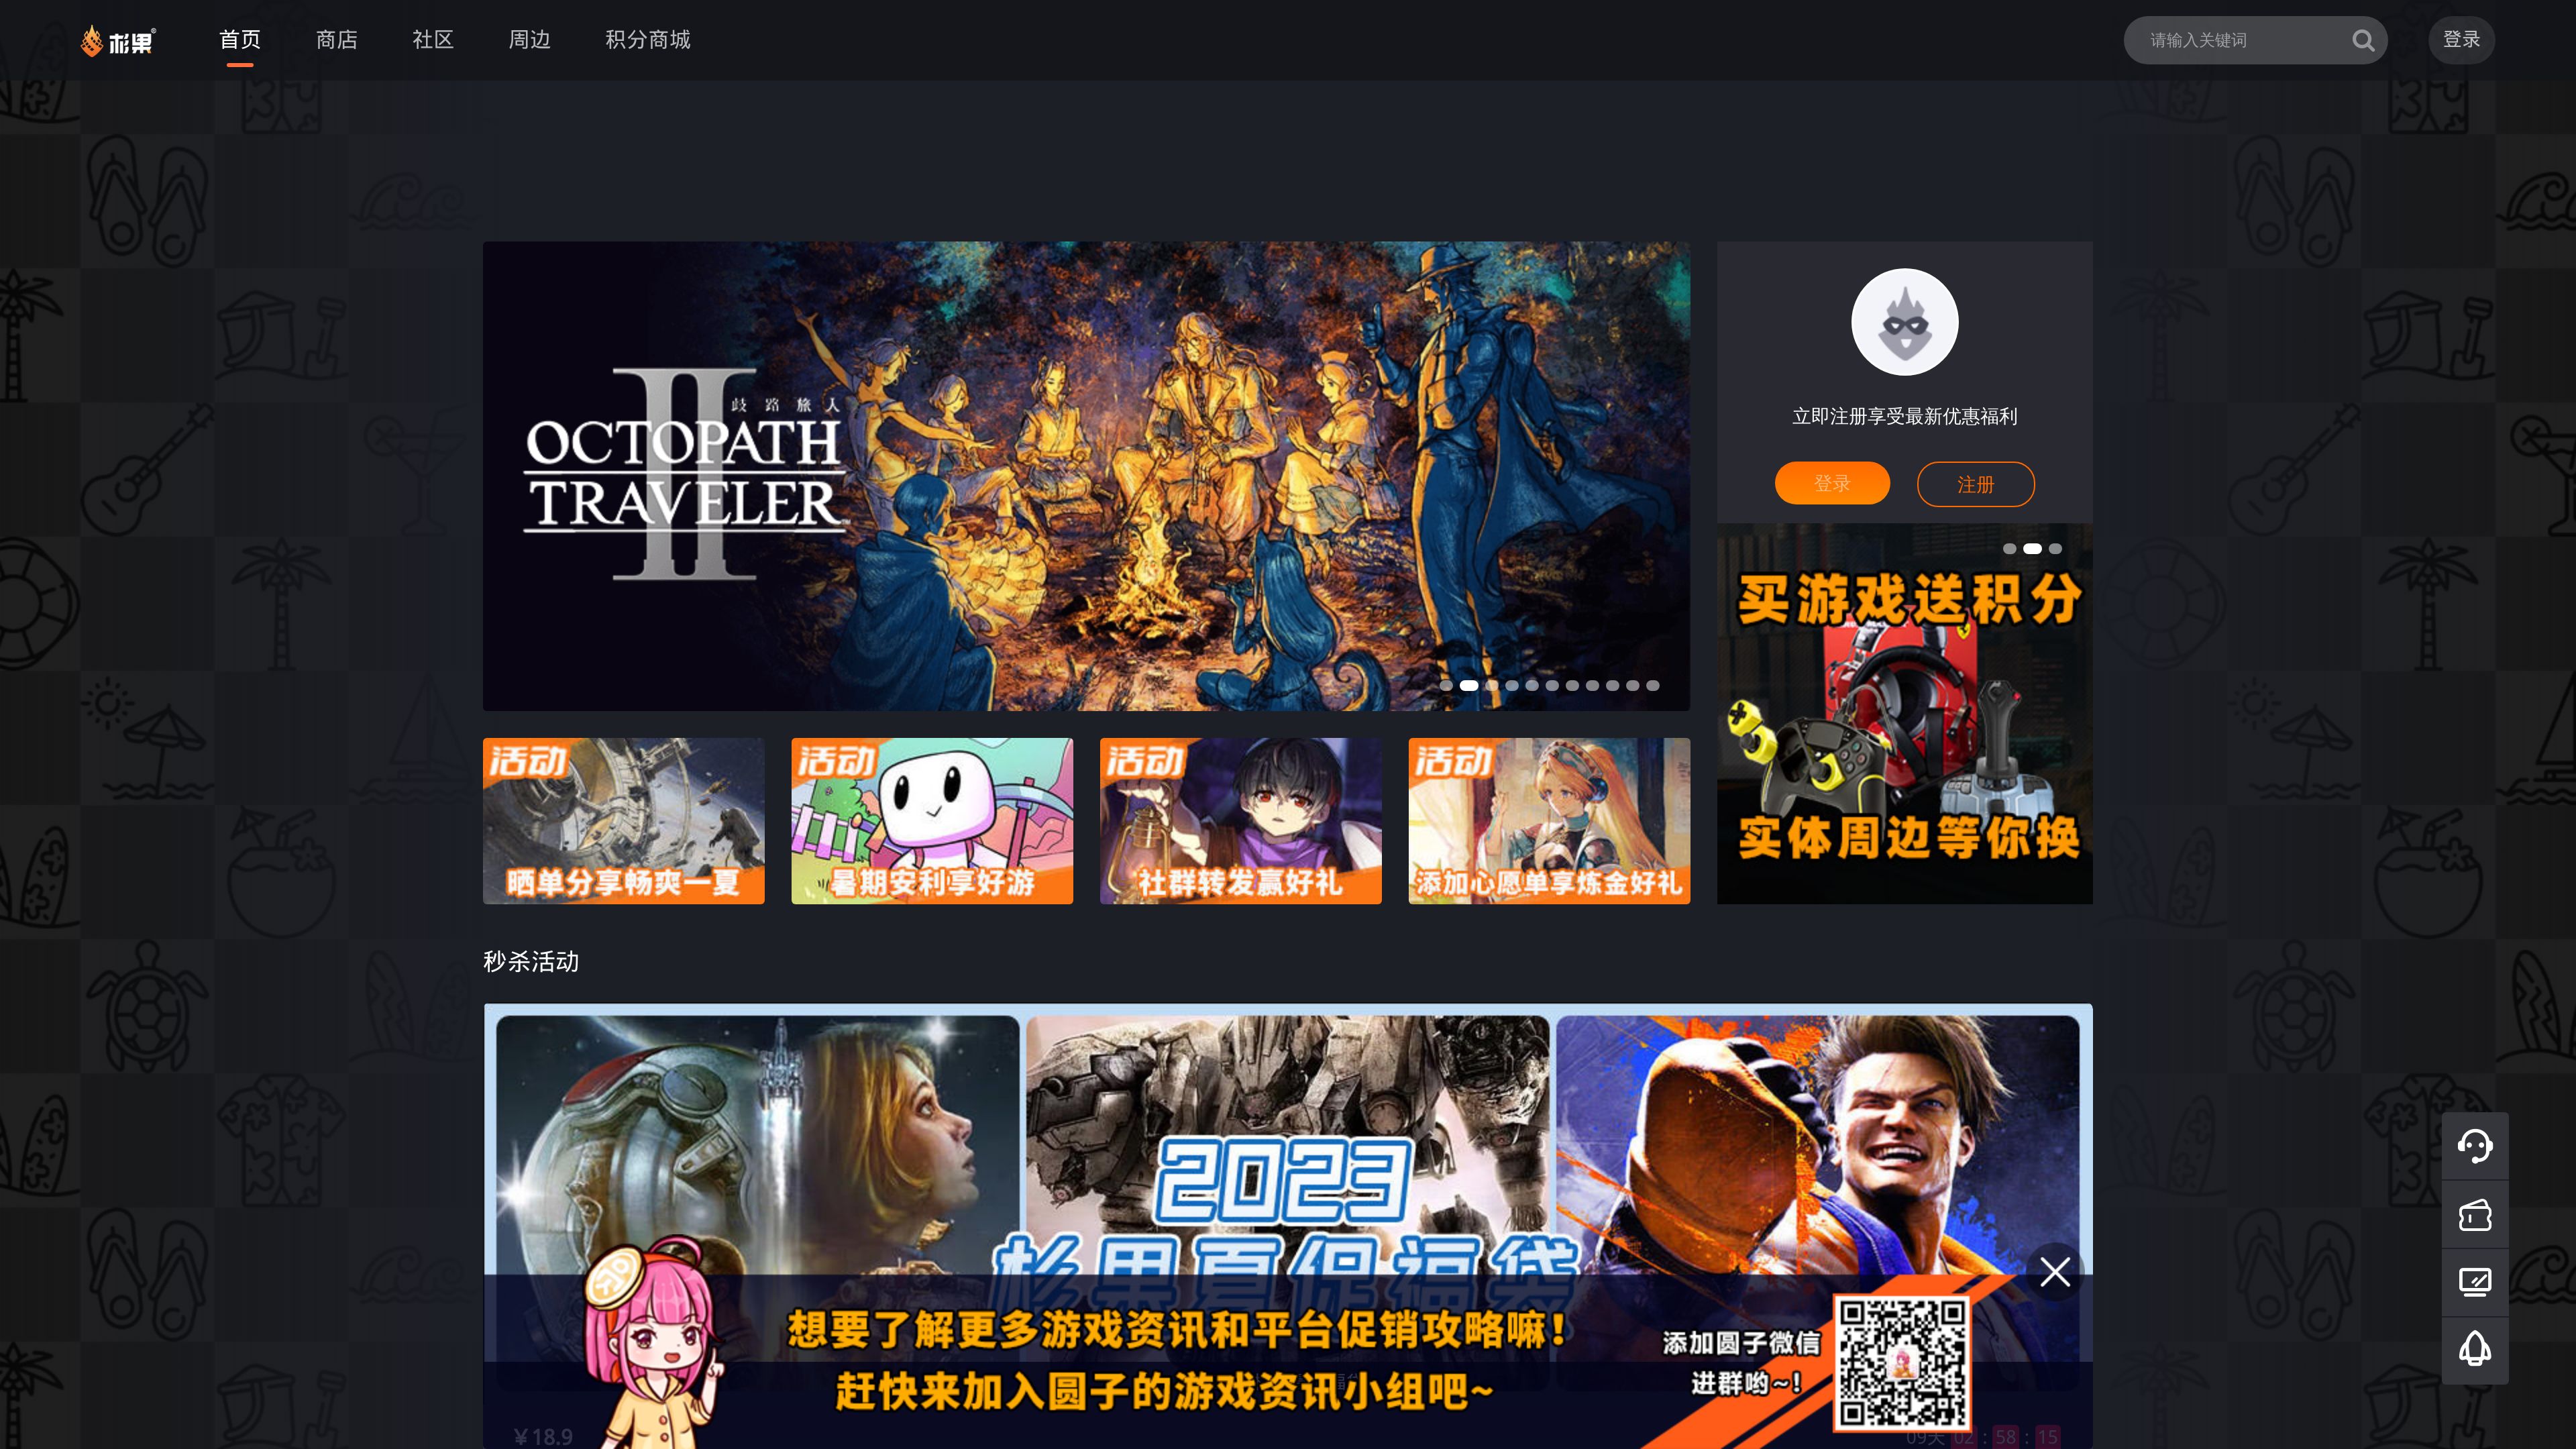 杉果®
首页
商店
社区
周边
积分商城
请输入关键词
登录
歧路旅人
II
OCTOPATH
TRAVELER
立即注册享受最新优惠福利
登录
注册
买游戏送积分
实体周边等你换
活动
晒单分享畅爽一夏
活动
暑期安利享好游
活动
社群转发赢好礼
活动
添加心愿单享炼金好礼
秒杀活动
2023
杉果夏促福袋
想要了解更多游戏资讯和平台促销攻略嘛！
赶快来加入圆子的游戏资讯小组吧~
添加圆子微信
进群哟~！
¥18.9
09天 02 : 58 : 15